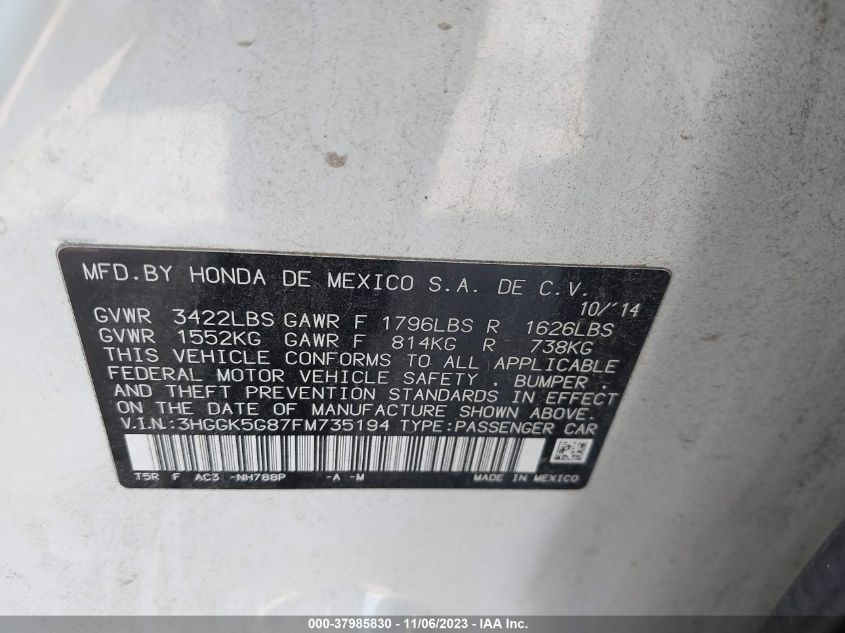 MFD.BY HONDA DE MEXICO S.A. DE C.V.
10/'14
GVWR 3422LBS GAWR F 1796LBS R 1626LBS
GVWR 1552KG GAWR F 814KG R 738KG
THIS VEHICLE CONFORMS TO ALL APPLICABLE
FEDERAL MOTOR VEHICLE SAFETY , BUMPER ,
AND THEFT PREVENTION STANDARDS IN EFFECT
ON THE DATE OF MANUFACTURE SHOWN ABOVE.
V.I.N:3HGGK5G87FM735194 TYPE:PASSENGER CAR
T5R F AC3 -NH788P -A -M MADE IN MEXICO
000-37985830 - 11/06/2023 - IAA Inc.